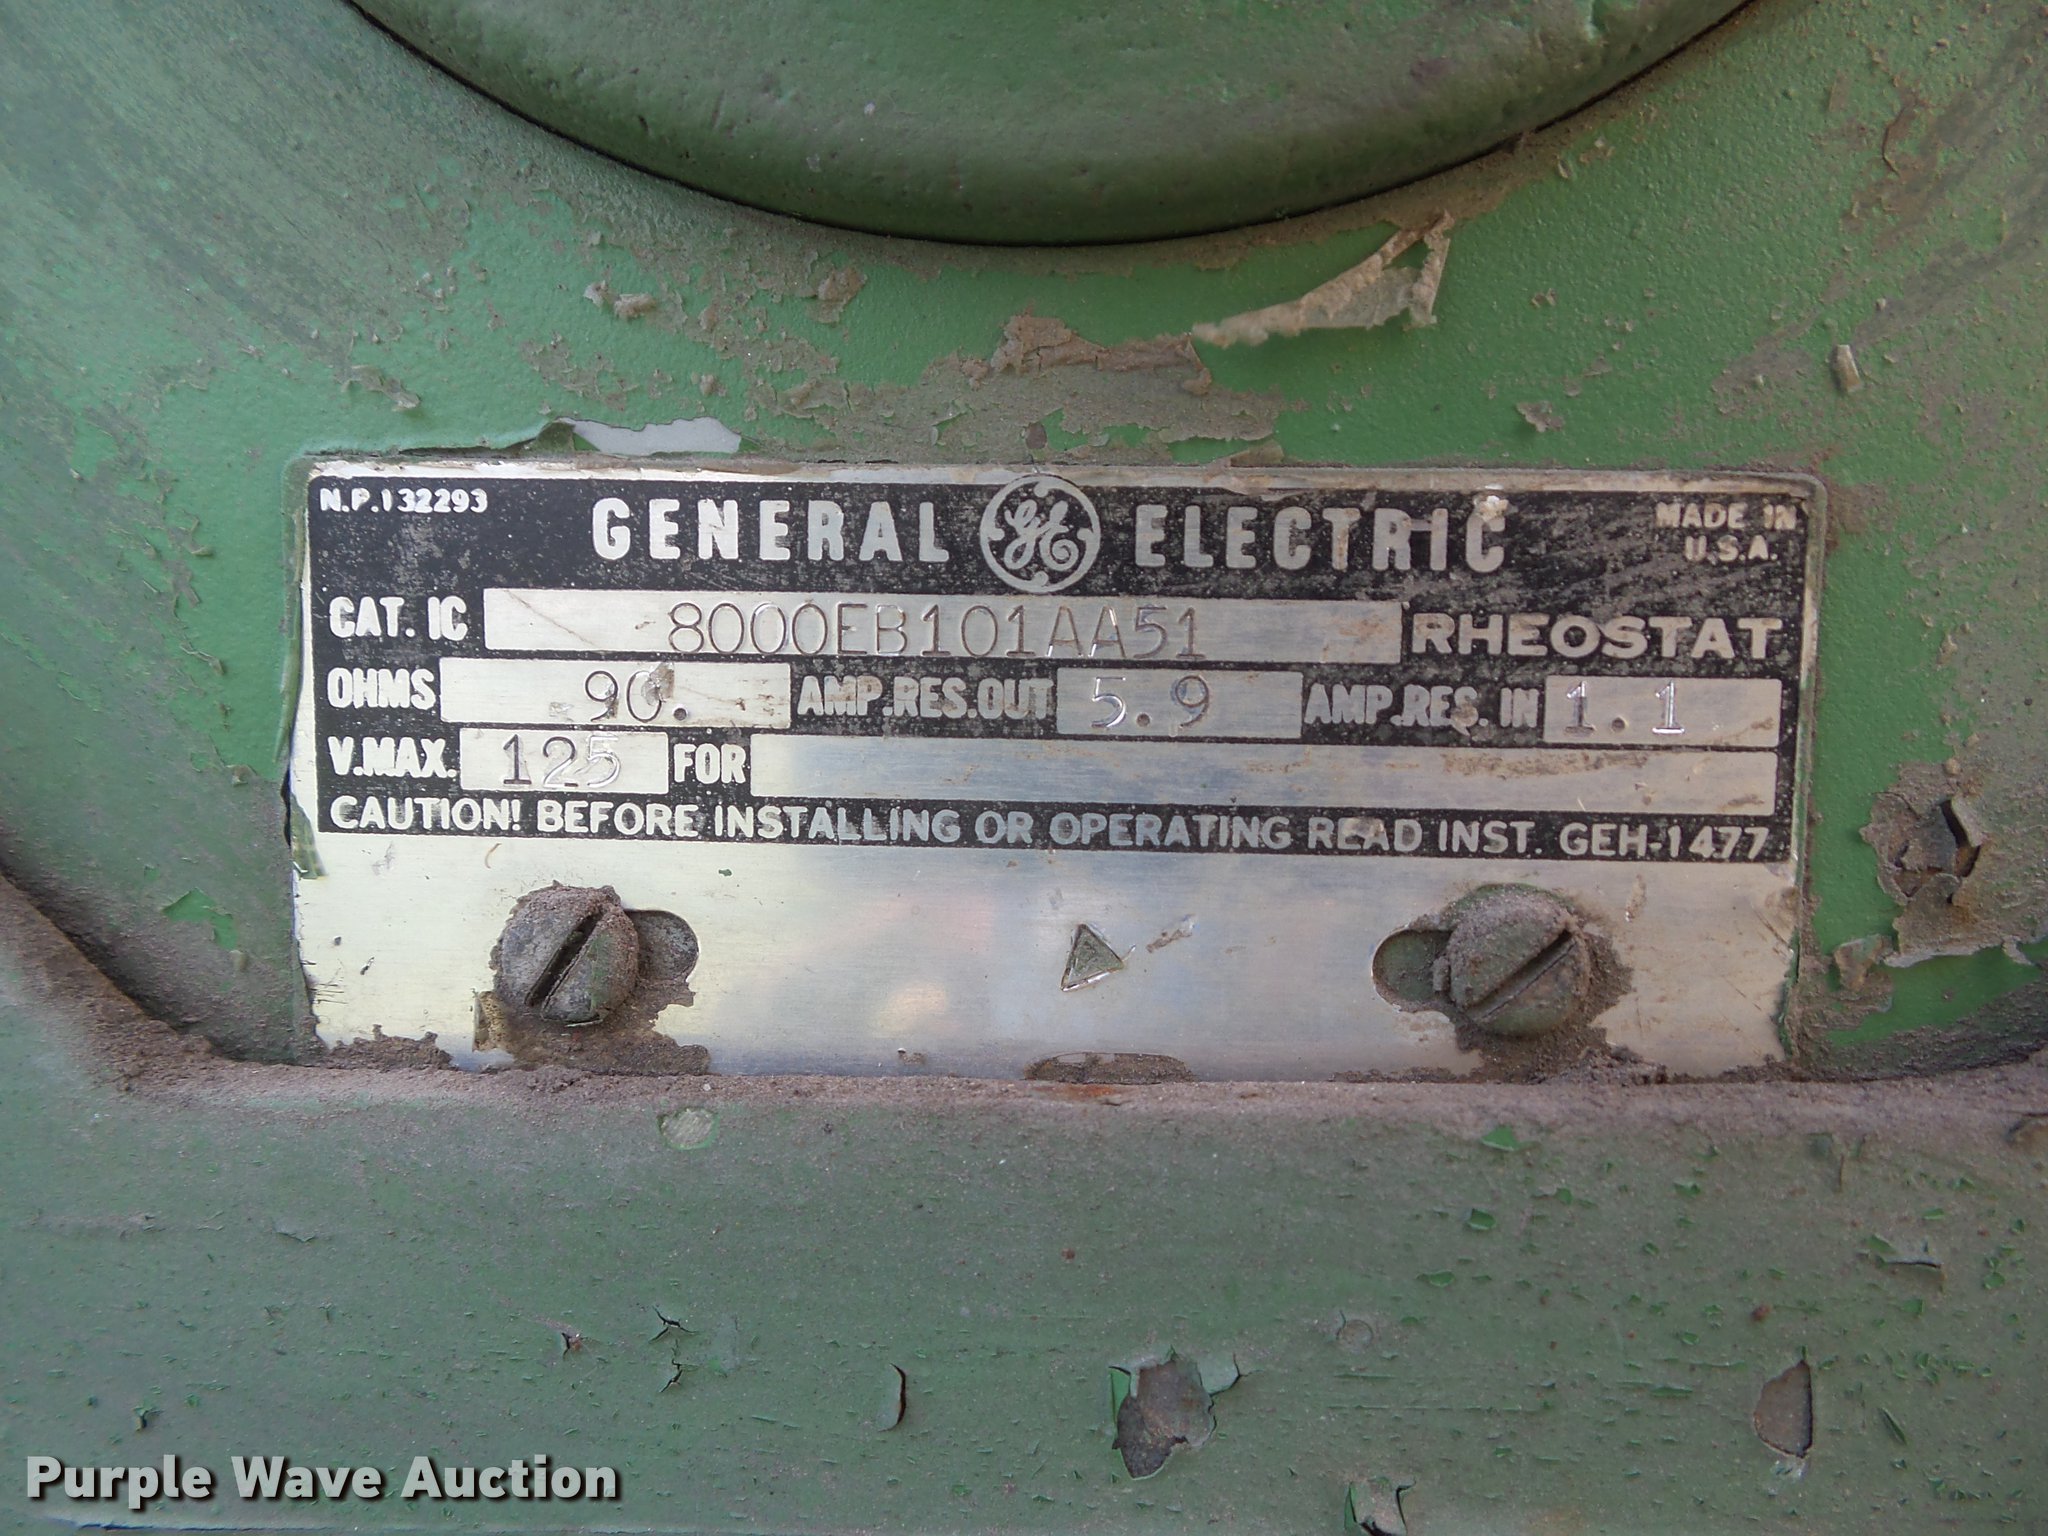 N.P.132293
GENERAL GE ELECTRIC
MADE IN
U.S.A.
CAT. IC 8000EB101AA51 RHEOSTAT
OHMS 90. AMP.RES.OUT 5.9 AMP.RES. IN 1.1
V.MAX. 125 FOR
CAUTION! BEFORE INSTALLING OR OPERATING READ INST. GEH-1477
Purple Wave Auction